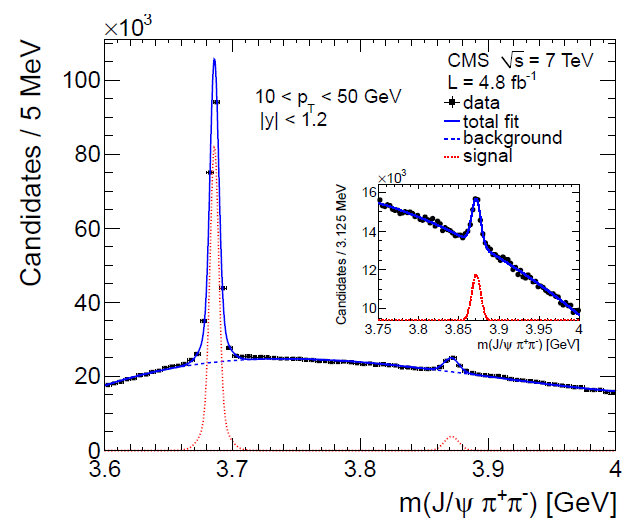 ×10³
Candidates / 5 MeV
100
80
60
40
20
0
3.6
3.7
3.8
3.9
4
m(J/ψ π⁺π⁻) [GeV]
10 < p_T < 50 GeV
|y| < 1.2
CMS √s = 7 TeV
L = 4.8 fb⁻¹
data
total fit
background
signal
×10³
Candidates / 3.125 MeV
16
14
12
10
3.75
3.8
3.85
3.9
3.95
4
m(J/ψ π⁺π⁻) [GeV]